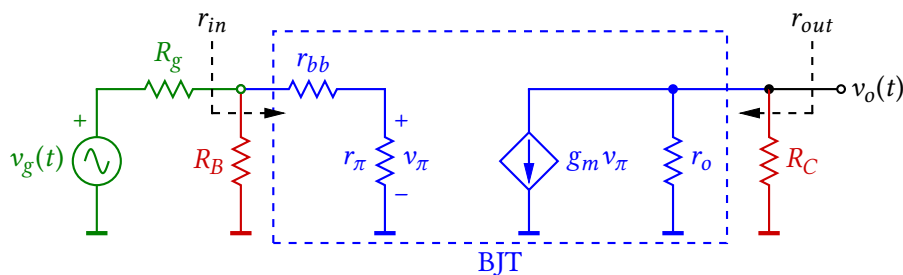 r_in
r_out
R_g
r_bb
v_o(t)
+
+
v_g(t)
R_B
r_π
v_π
g_m v_π
r_o
R_C
−
BJT